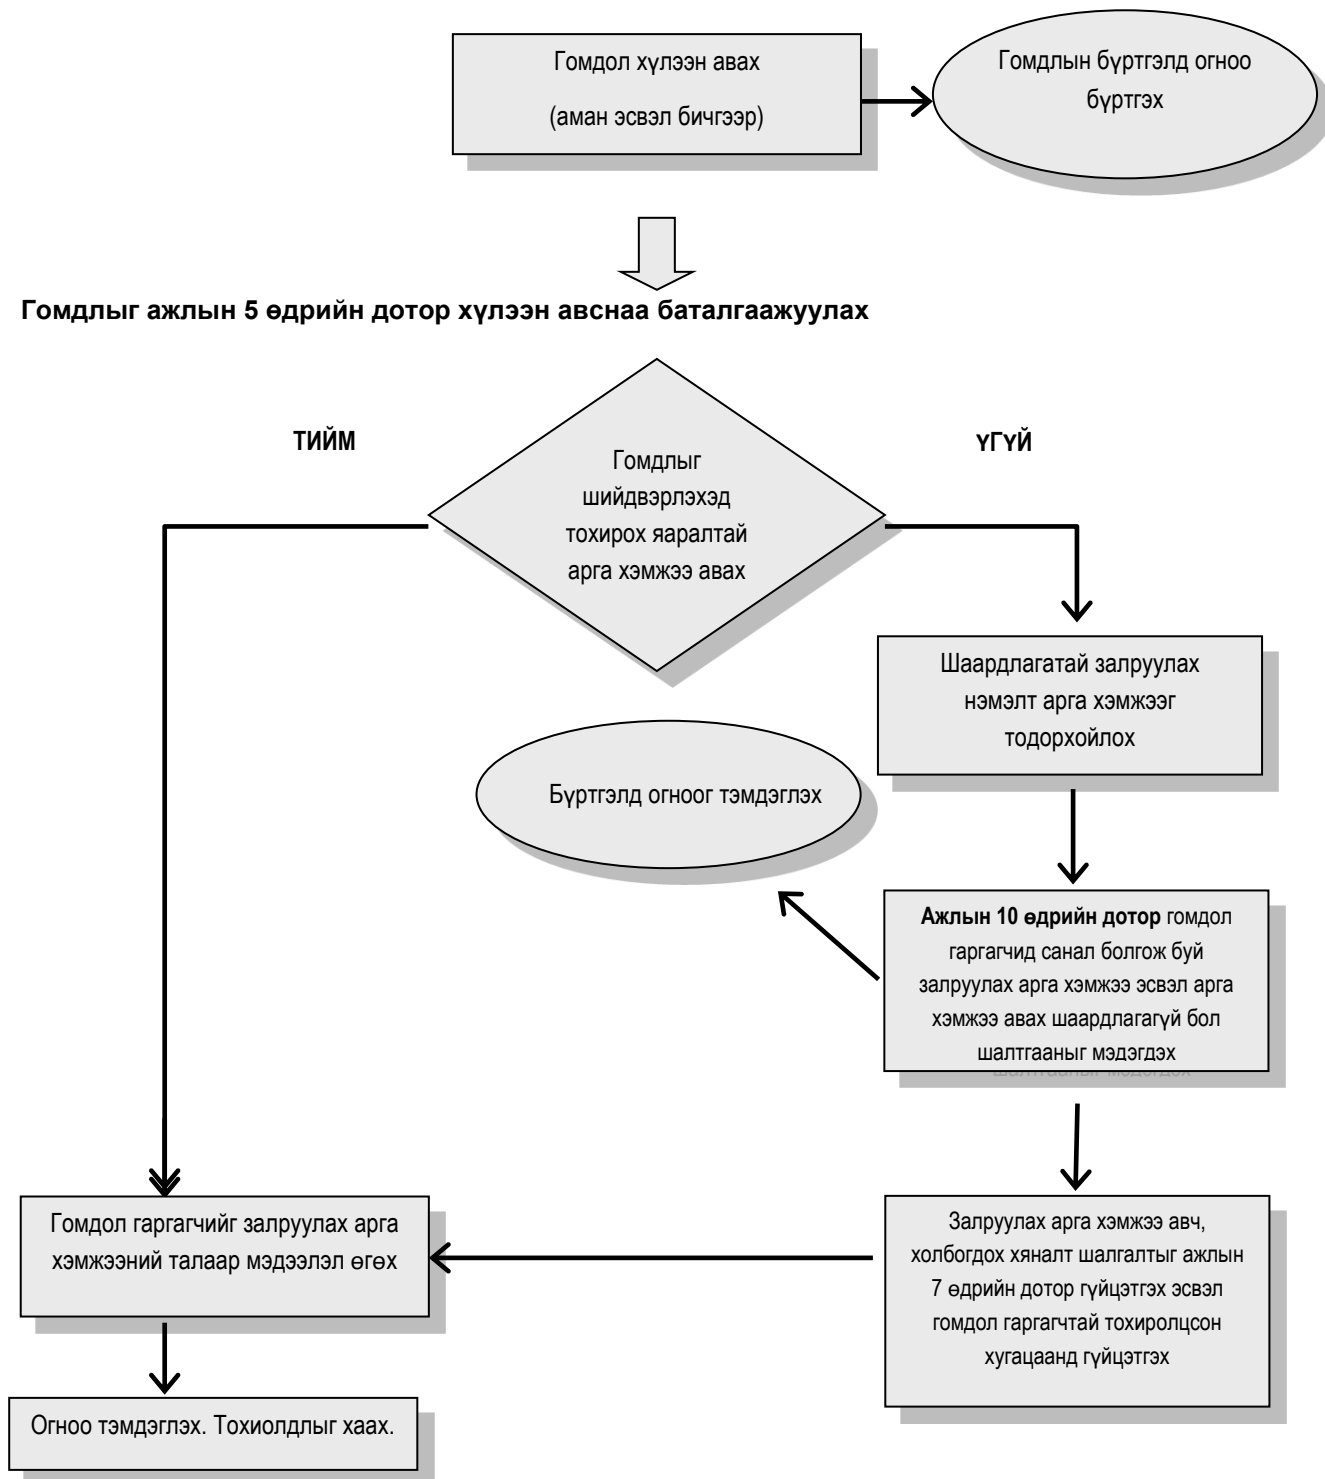 Гомдол хүлээн авах
(аман эсвэл бичгээр)
Гомдлын бүртгэлд огноо
бүртгэх
Гомдлыг ажлын 5 өдрийн дотор хүлээн авснаа баталгаажуулах
ТИЙМ
ҮГҮЙ
Гомдлыг
шийдвэрлэхэд
тохирох яаралтай
арга хэмжээ авах
Шаардлагатай залруулах
нэмэлт арга хэмжээг
тодорхойлох
Бүртгэлд огноог тэмдэглэх
Ажлын 10 өдрийн дотор гомдол
гаргагчид санал болгож буй
залруулах арга хэмжээ эсвэл арга
хэмжээ авах шаардлагагүй бол
шалтгааныг мэдэгдэх
Гомдол гаргагчийг залруулах арга
хэмжээний талаар мэдээлэл өгөх
Залруулах арга хэмжээ авч,
холбогдох хяналт шалгалтыг ажлын
7 өдрийн дотор гүйцэтгэх эсвэл
гомдол гаргагчтай тохиролцсон
хугацаанд гүйцэтгэх
Огноо тэмдэглэх. Тохиолдлыг хаах.